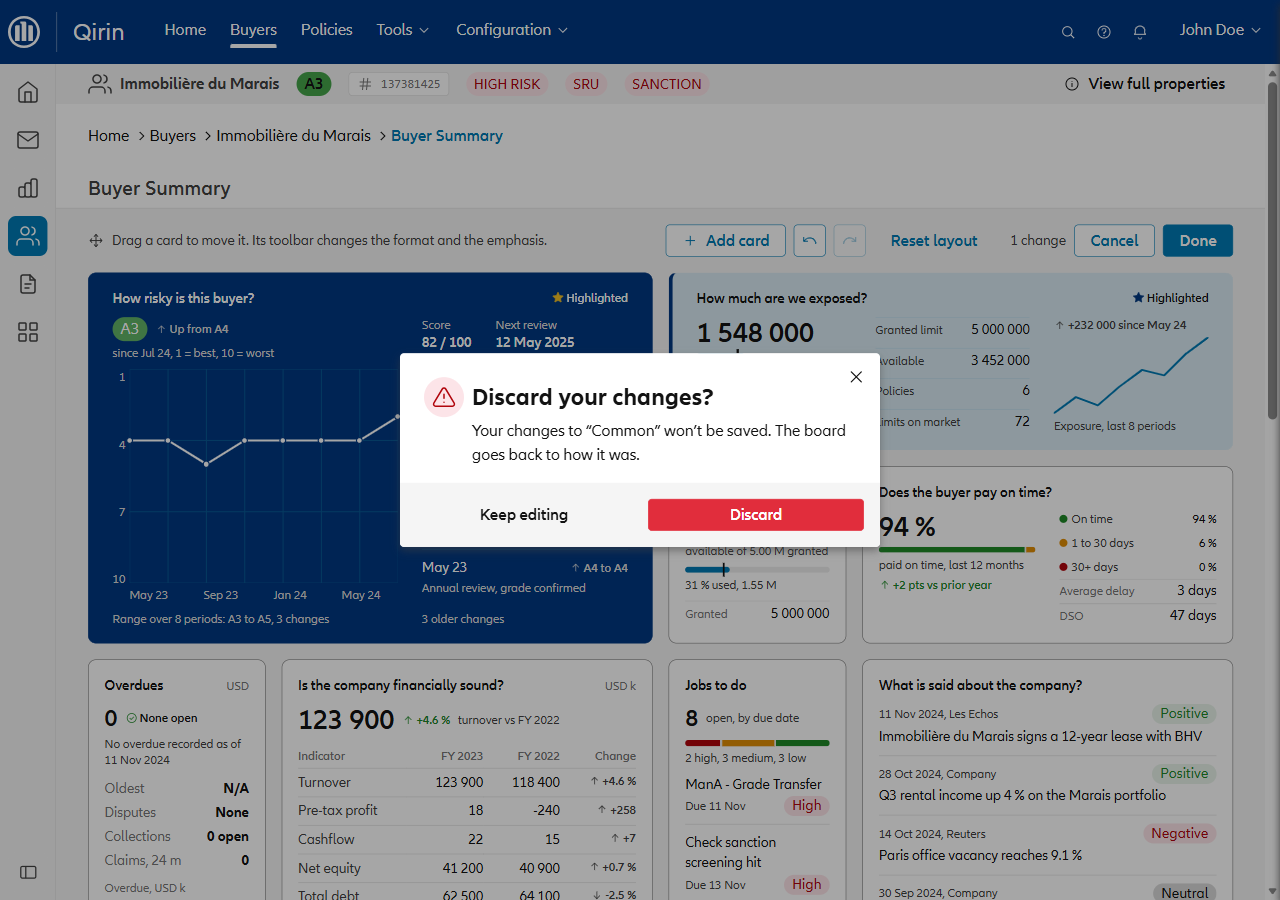 Qirin
Home
Buyers
Policies
Tools
Configuration
John Doe
Immobilière du Marais
A3
# 137381425
HIGH RISK
SRU
SANCTION
View full properties
Home
Buyers
Immobilière du Marais
Buyer Summary
Buyer Summary
Drag a card to move it. Its toolbar changes the format and the emphasis.
Add card
Reset layout
1 change
Cancel
Done
How risky is this buyer?
Highlighted
A3
↑ Up from A4
since Jul 24, 1 = best, 10 = worst
Score
82 / 100
Next review
12 May 2025
1
4
7
10
May 23
Sep 23
Jan 24
May 24
Range over 8 periods: A3 to A5, 3 changes
May 23
↑ A4 to A4
Annual review, grade confirmed
3 older changes
How much are we exposed?
Highlighted
1 548 000
Granted limit 5 000 000
Available 3 452 000
Policies 6
Limits on market 72
↑ +232 000 since May 24
Exposure, last 8 periods
Discard your changes?
Your changes to “Common” won’t be saved. The board
goes back to how it was.
Keep editing
Discard
available of 5.00 M granted
31 % used, 1.55 M
Granted 5 000 000
Does the buyer pay on time?
94 %
paid on time, last 12 months
↑ +2 pts vs prior year
On time 94 %
1 to 30 days 6 %
30+ days 0 %
Average delay 3 days
DSO 47 days
Overdues USD
0 None open
No overdue recorded as of
11 Nov 2024
Oldest N/A
Disputes None
Collections 0 open
Claims, 24 m 0
Overdue, USD k
Is the company financially sound? USD k
123 900 ↑ +4.6 % turnover vs FY 2022
Indicator FY 2023 FY 2022 Change
Turnover 123 900 118 400 ↑ +4.6 %
Pre-tax profit 18 -240 ↑ +258
Cashflow 22 15 ↑ +7
Net equity 41 200 40 900 ↑ +0.7 %
Total debt 62 500 64 100 ↓ -2.5 %
Jobs to do
8 open, by due date
2 high, 3 medium, 3 low
ManA - Grade Transfer
Due 11 Nov High
Check sanction
screening hit
Due 13 Nov High
What is said about the company?
11 Nov 2024, Les Echos Positive
Immobilière du Marais signs a 12-year lease with BHV
28 Oct 2024, Company Positive
Q3 rental income up 4 % on the Marais portfolio
14 Oct 2024, Reuters Negative
Paris office vacancy reaches 9.1 %
30 Sep 2024, Company Neutral